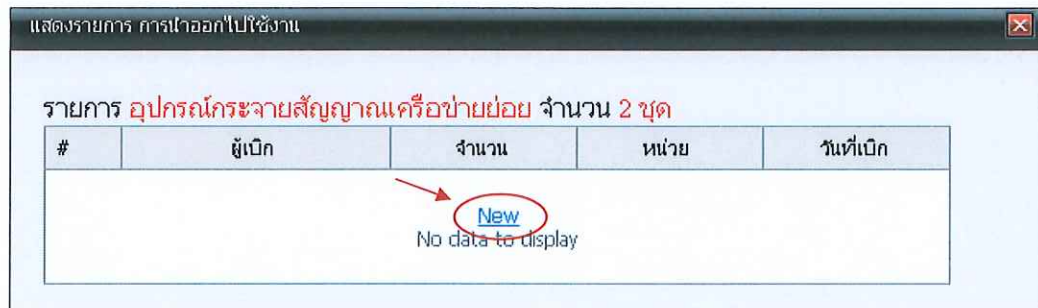 แสดงรายการ การนำออกไปใช้งาน
รายการ อุปกรณ์กระจายสัญญาณเครือข่ายย่อย จำนวน 2 ชุด
# ผู้เบิก จำนวน หน่วย วันที่เบิก
New
No data to display